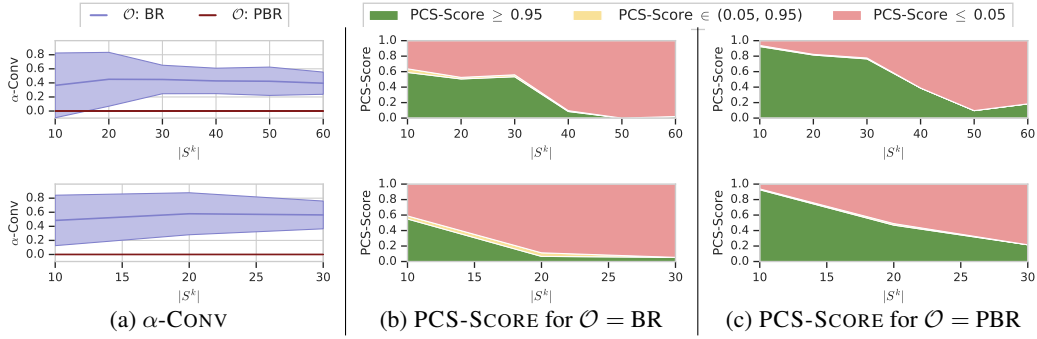 𝒪: BR 𝒪: PBR
PCS-Score ≥ 0.95 PCS-Score ∈ (0.05, 0.95) PCS-Score ≤ 0.05
α-Conv
0.8
0.6
0.4
0.2
0.0
10 20 30 40 50 60
|S^k|
PCS-Score
1.0
0.8
0.6
0.4
0.2
0.0
10 20 30 40 50 60
|S^k|
PCS-Score
1.0
0.8
0.6
0.4
0.2
0.0
10 20 30 40 50 60
|S^k|
α-Conv
0.8
0.6
0.4
0.2
0.0
10 15 20 25 30
|S^k|
PCS-Score
1.0
0.8
0.6
0.4
0.2
0.0
10 15 20 25 30
|S^k|
PCS-Score
1.0
0.8
0.6
0.4
0.2
0.0
10 15 20 25 30
|S^k|
(a) α-CONV
(b) PCS-SCORE for 𝒪 = BR
(c) PCS-SCORE for 𝒪 = PBR